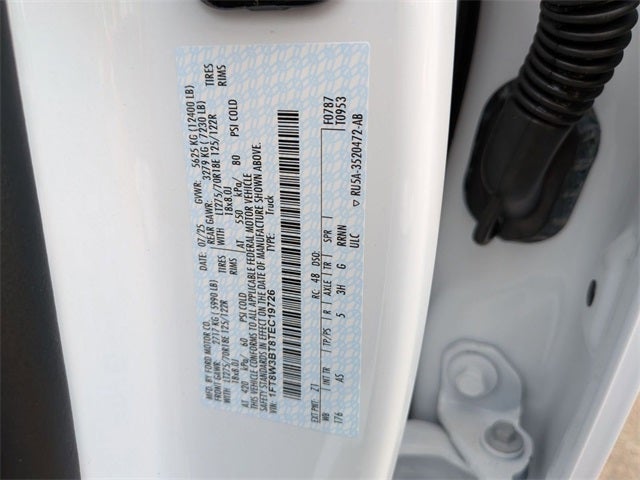 MFD. BY FORD MOTOR CO.
07/25 GVWR: 5625 KG (12400 LB)
FRONT GAWR: 2717 KG (5990 LB) REAR GAWR: 3279 KG (7230 LB)
WITH LT275/70R18E 125/122R TIRES WITH LT275/70R18E 125/122R TIRES
18x8.0J RIMS 18x8.0J RIMS
AT 420 kPa/ 60 PSI COLD AT 550 kPa/ 80 PSI COLD
THIS VEHICLE CONFORMS TO ALL APPLICABLE FEDERAL MOTOR VEHICLE
SAFETY STANDARDS IN EFFECT ON THE DATE OF MANUFACTURE SHOWN ABOVE.
VIN: 1FT8W3BT8TEC19726 TYPE: Truck
F0787
T0953
EXT PNT: Z1 RC: 48 DSO:
WB TP/PS R AXLE TR SPR
INT TR
176 AS 5 3H G RRNN
ULC
RU5A-3520472-AB